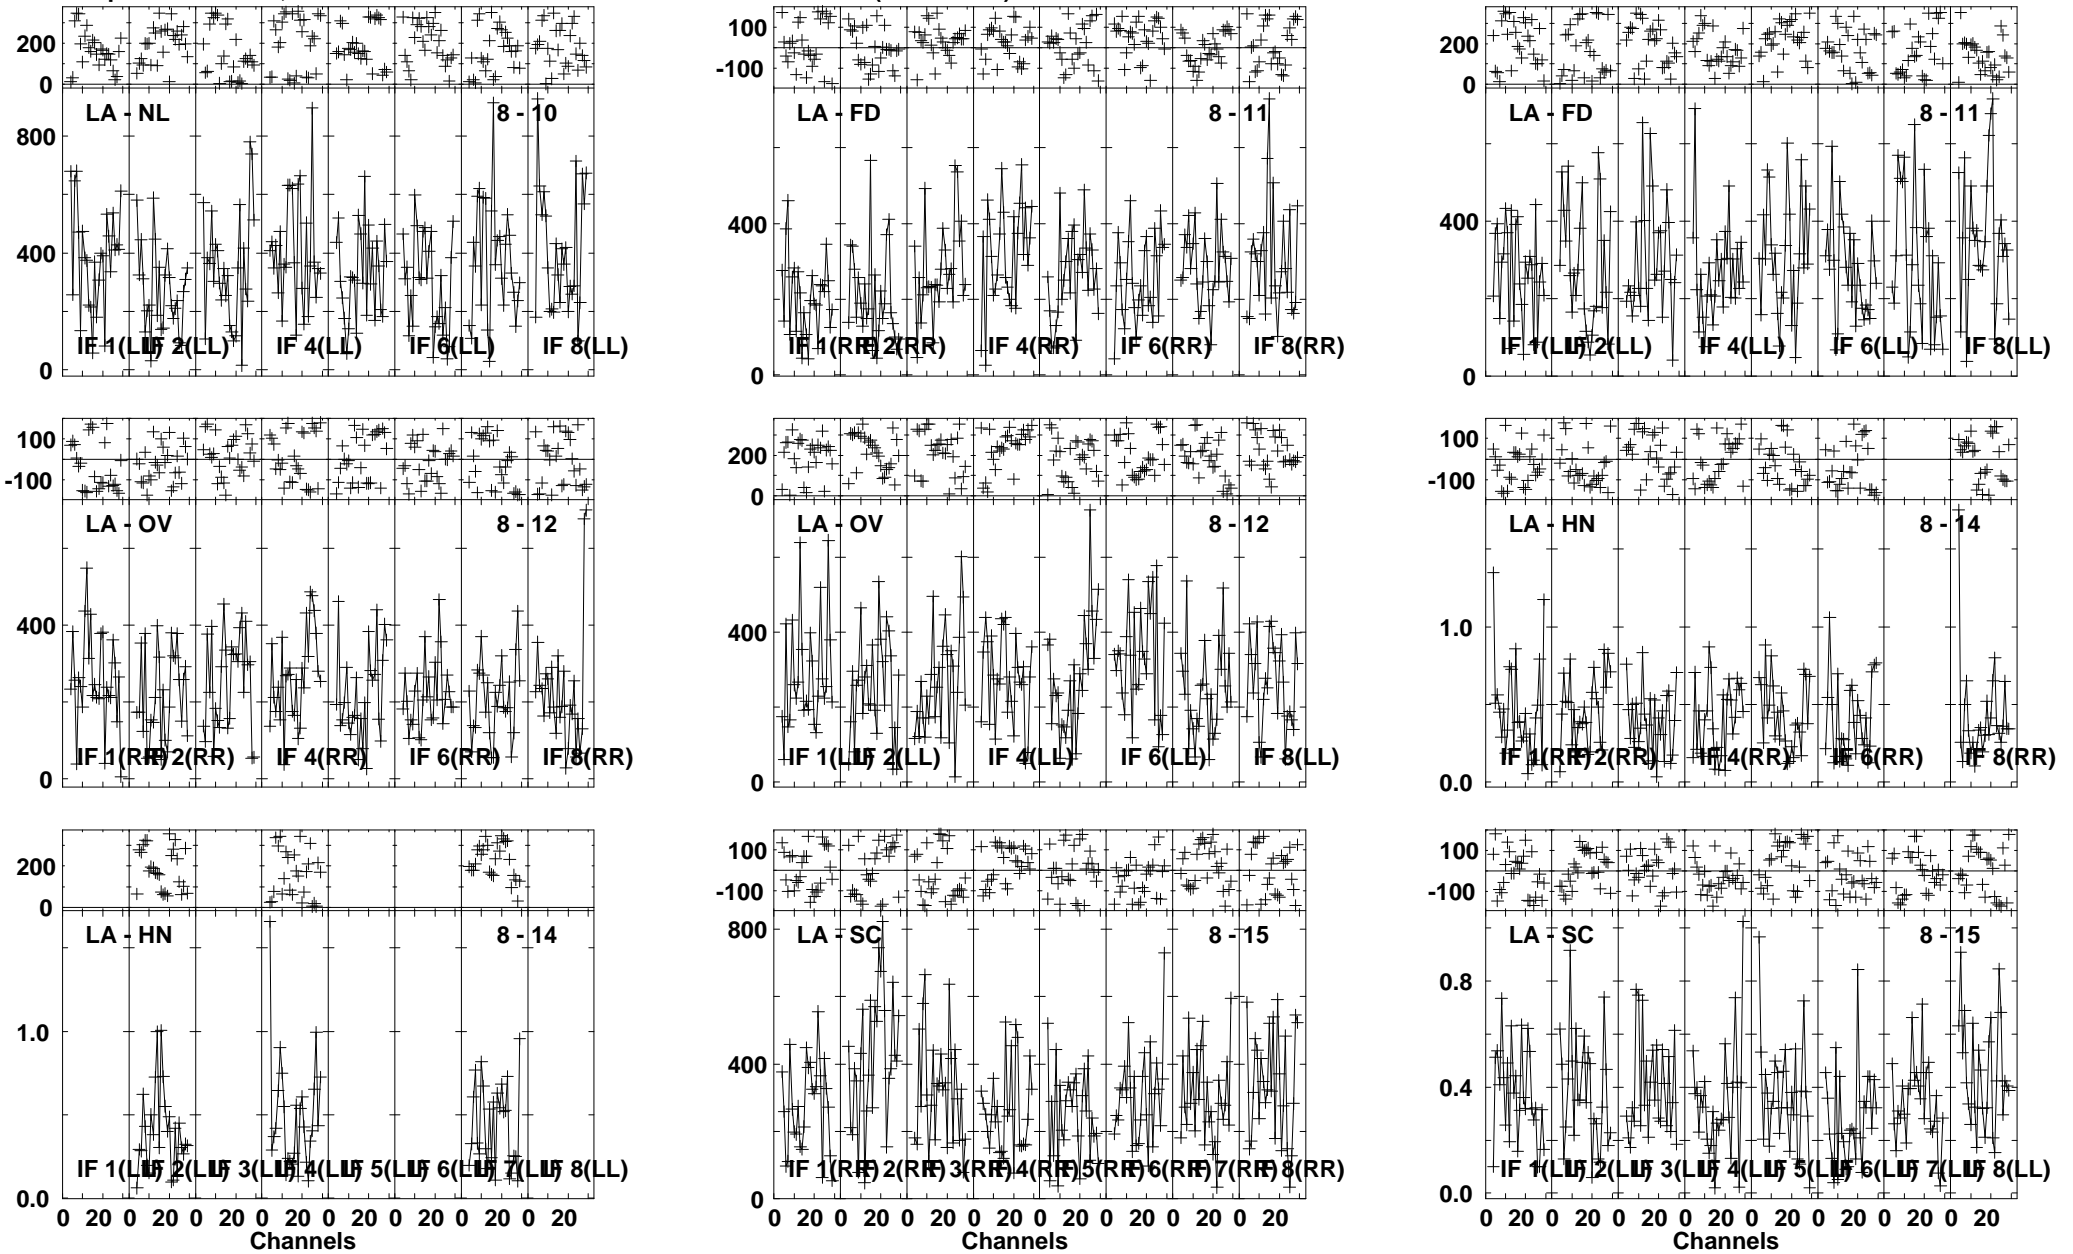 200
0
LA - NL 8 - 10
800
400
0
IF 1(LL) IF 2(LL) IF 4(LL) IF 6(LL) IF 8(LL)
100
-100
LA - FD 8 - 11
400
0
IF 1(RR) IF 2(RR) IF 4(RR) IF 6(RR) IF 8(RR)
200
0
LA - FD 8 - 11
400
0
IF 1(LL) IF 2(LL) IF 4(LL) IF 6(LL) IF 8(LL)
100
-100
LA - OV 8 - 12
400
0
IF 1(RR) IF 2(RR) IF 4(RR) IF 6(RR) IF 8(RR)
200
0
LA - OV 8 - 12
400
0
IF 1(LL) IF 2(LL) IF 4(LL) IF 6(LL) IF 8(LL)
100
-100
LA - HN 8 - 14
1.0
0.0
IF 1(RR) IF 2(RR) IF 4(RR) IF 6(RR) IF 8(RR)
200
0
LA - HN 8 - 14
1.0
0.0
IF 1(LL) IF 2(LL) IF 3(LL) IF 4(LL) IF 5(LL) IF 6(LL) IF 7(LL) IF 8(LL)
0 20 0 20 0 20 0 20 0 20 0 20 0 20 0 20
Channels
100
-100
LA - SC 8 - 15
800
400
0
IF 1(RR) IF 2(RR) IF 3(RR) IF 4(RR) IF 5(RR) IF 6(RR) IF 7(RR) IF 8(RR)
0 20 0 20 0 20 0 20 0 20 0 20 0 20 0 20
Channels
100
-100
LA - SC 8 - 15
0.8
0.4
0.0
IF 1(LL) IF 2(LL) IF 3(LL) IF 4(LL) IF 5(LL) IF 6(LL) IF 7(LL) IF 8(LL)
0 20 0 20 0 20 0 20 0 20 0 20 0 20 0 20
Channels